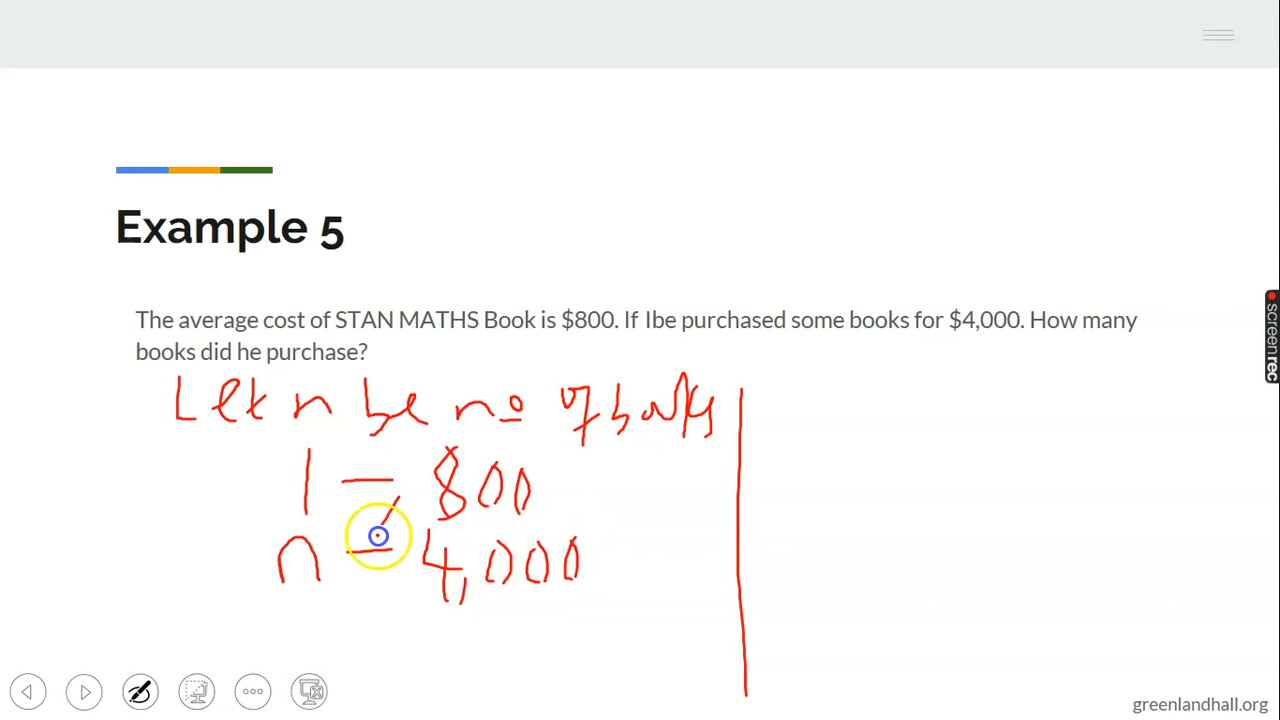 Example 5
The average cost of STAN MATHS Book is $800. If Ibe purchased some books for $4,000. How many
books did he purchase?
Let n be no of books
1 — 800
n — 4,000
screenrec
greenlandhall.org